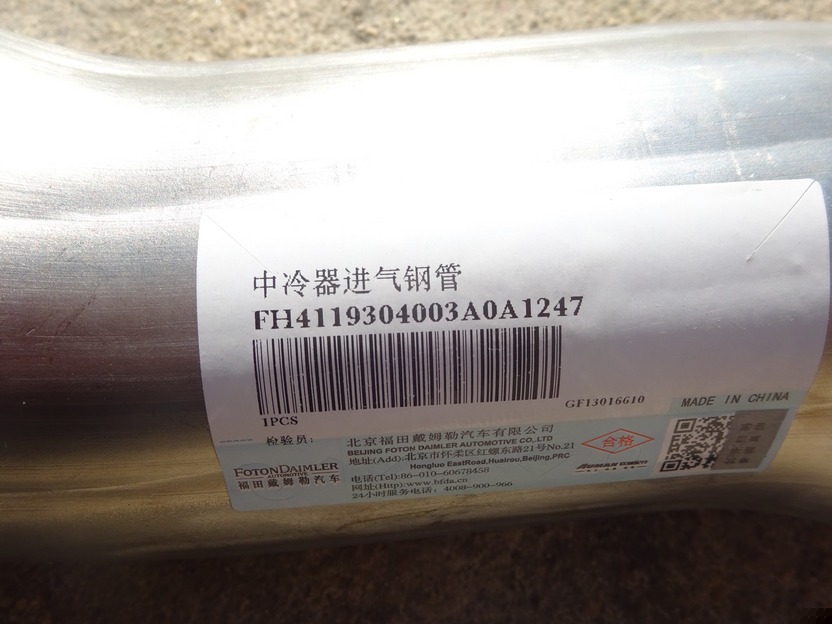 中冷器进气钢管
FH4119304003A0A1247
1PCS
GF13016610
MADE IN CHINA
检验员:
北京福田戴姆勒汽车有限公司
BEIJING FOTON DAIMLER AUTOMOTIVE CO.,LTD
地址(Add):北京市怀柔区红螺东路21号No.21
Hongluo EastRoad,Huairou,Beijing,PRC
电话(Tel):86-010-60678458
网址(Http):www.bfda.cn
24小时服务电话: 4008-900-966
FOTONDAIMLER
AUTOMOTIVE
福田戴姆勒汽车
合格
AUMAN 欧曼